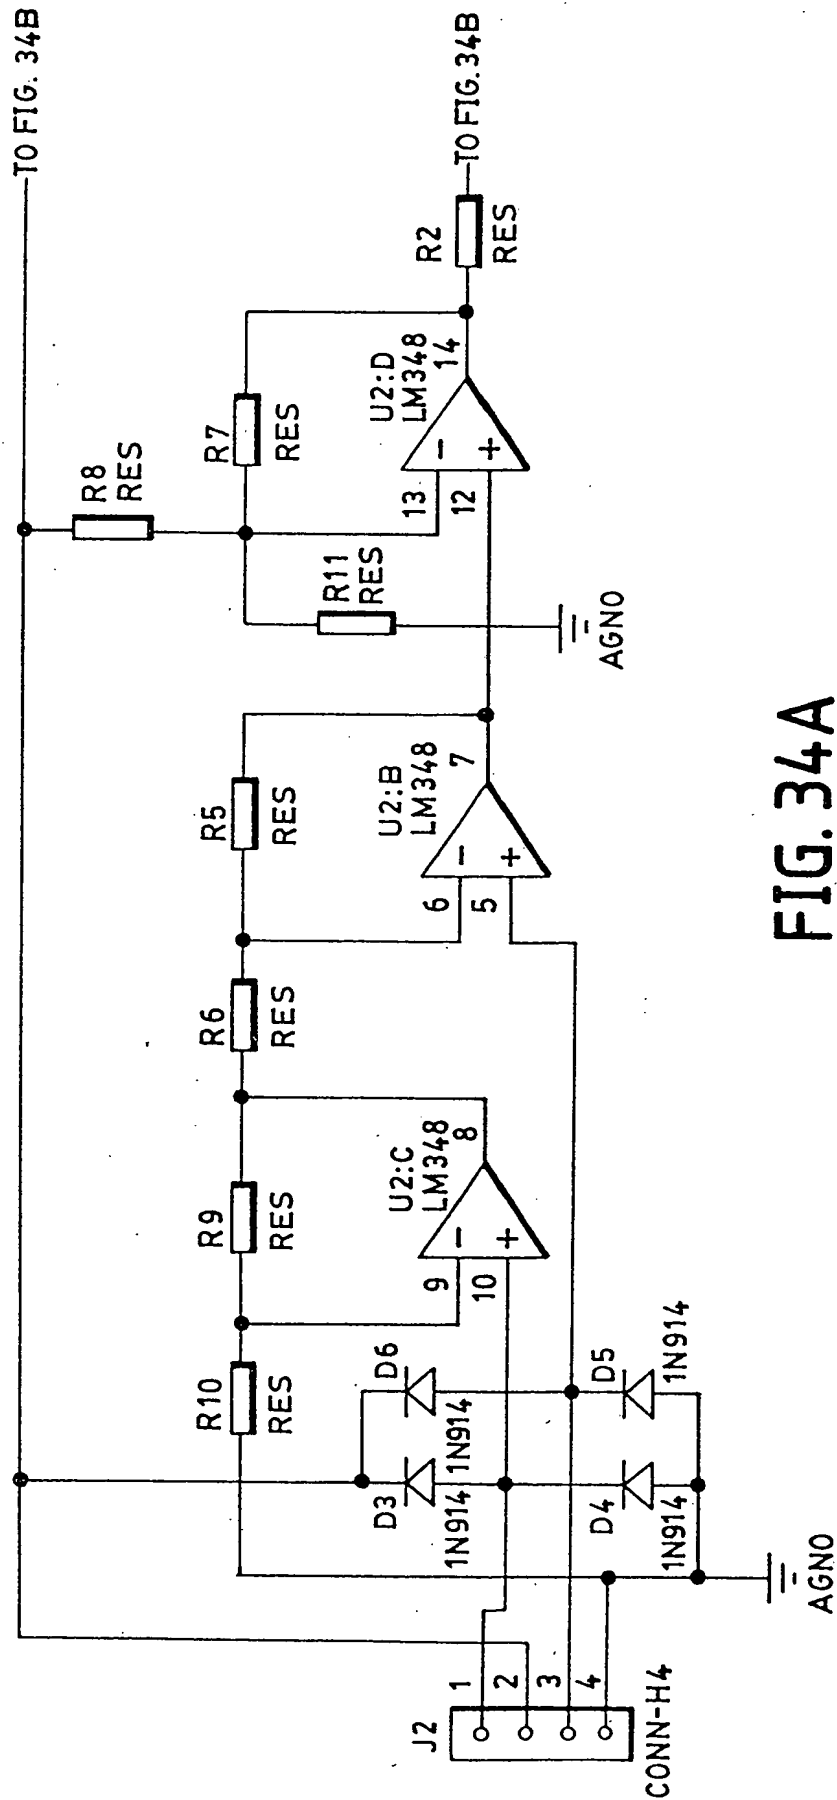 TO FIG. 34B
TO FIG. 34B
R8
RES
R7
RES
R2
RES
R11
RES
U2:D
LM348
14
13
12
AGNO
R5
RES
U2:B
LM348
7
6
5
R6
RES
R9
RES
U2:C
LM348
8
9
10
R10
RES
D3
1N914
D6
1N914
D4
1N914
D5
1N914
AGNO
J2
1
2
3
4
CONN-H4
FIG. 34A